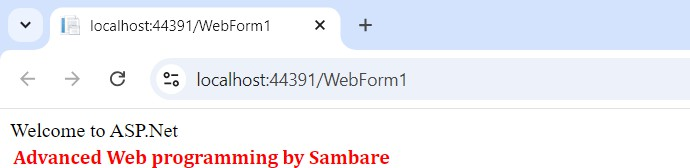 localhost:44391/WebForm1
localhost:44391/WebForm1
Welcome to ASP.Net
Advanced Web programming by Sambare